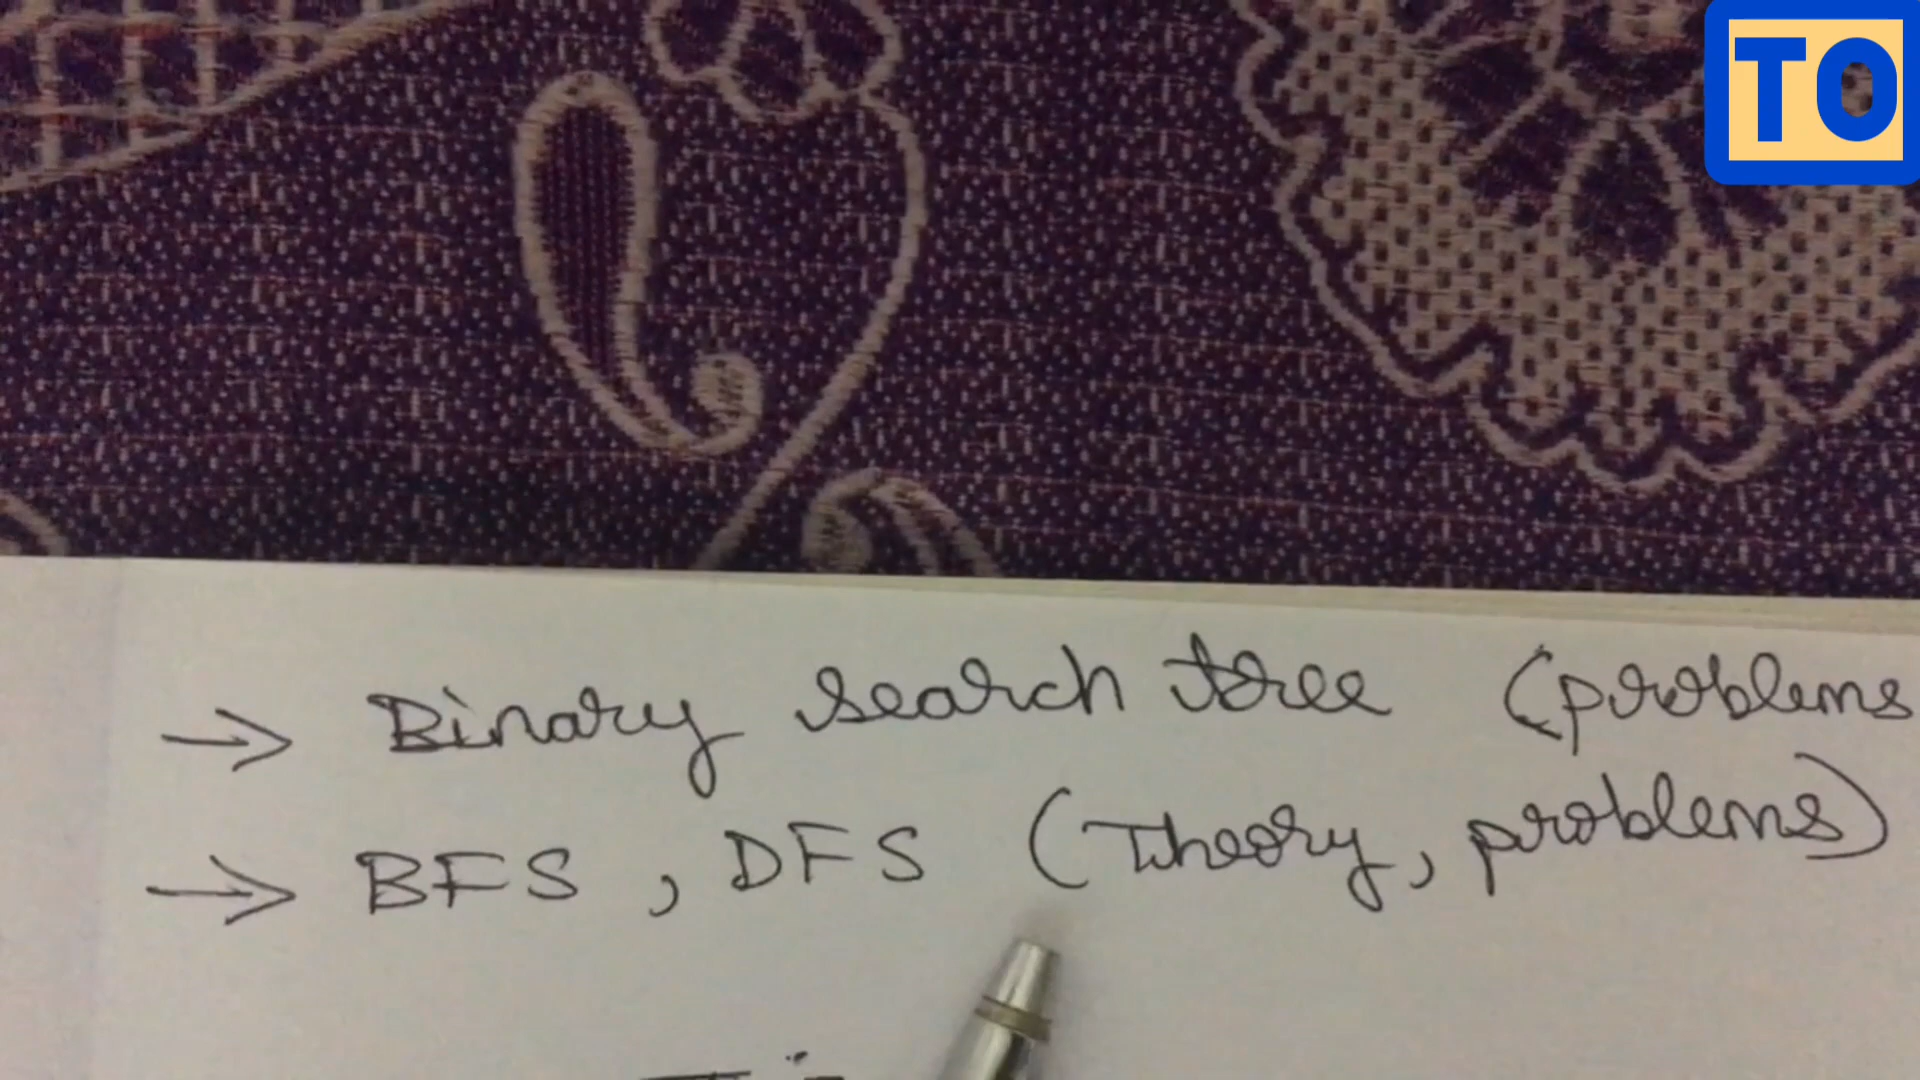 TO
→ Binary search tree (problems
→ BFS, DFS (Theory, problems)